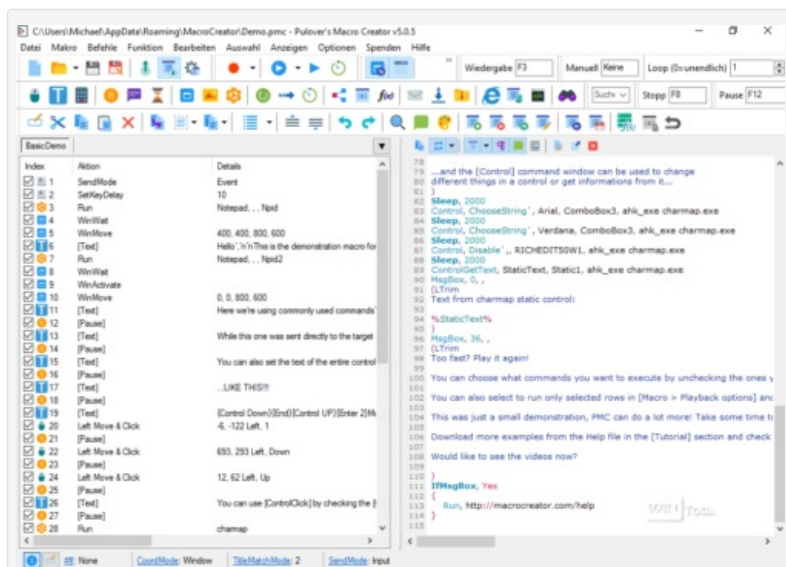 C:\Users\Michael\AppData\Roaming\MacroCreator\Demo.pmc - Pulover's Macro Creator v5.0.5
Datei Makro Befehle Funktion Bearbeiten Auswahl Anzeigen Optionen Spenden Hilfe
Wiedergabe F3 Manuell Keine Loop (0=unendlich) 1
Suche Stopp F8 Pause F12
BasicDemo
Index Aktion Details
1 SendMode Event
2 SetKeyDelay 10
3 Run Notepad, , , Npid
4 WinWait
5 WinMove 400, 400, 800, 600
6 [Text] Hello`,`n`nThis is the demonstration macro for
7 Run Notepad, , , Npid2
8 WinWait
9 WinActivate
10 WinMove 0, 0, 800, 600
11 [Text] Here we're using commonly used commands`
12 [Pause]
13 [Text] While this one was sent directly to the target
14 [Pause]
15 [Text] You can also set the text of the entire control
16 [Pause]
17 [Text] ...LIKE THIS!!!
18 [Pause]
19 [Text] {Control Down}{End}{Control UP}{Enter 2}Mo
20 Left Move & Click -6, -122 Left, 1
21 [Pause]
22 Left Move & Click 693, 293 Left, Down
23 [Pause]
24 Left Move & Click 12, 62 Left, Up
25 [Pause]
26 [Text] You can use [ControlClick] by checking the [
27 [Pause]
28 Run charmap
78
79 ...and the [Control] command window can be used to change
80 different things in a control or get informations from it...
81 )
82 Sleep, 2000
83 Control, ChooseString`, Arial, ComboBox3, ahk_exe charmap.exe
84 Sleep, 2000
85 Control, ChooseString`, Verdana, ComboBox3, ahk_exe charmap.exe
86 Sleep, 2000
87 Control, Disable`,, RICHEDIT50W1, ahk_exe charmap.exe
88 Sleep, 2000
89 ControlGetText, StaticText, Static1, ahk_exe charmap.exe
90 MsgBox, 0, ,
91 (LTrim
92 Text from charmap static control:
93
94 %StaticText%
95 )
96 MsgBox, 36, ,
97 (LTrim
98 Too fast? Play it again!
99
100 You can choose what commands you want to execute by unchecking the ones y
101
102 You can also select to run only selected rows in [Macro > Playback options] and
103
104 This was just a small demonstration, PMC can do a lot more! Take some time t
105
106 Download more examples from the Help file in the [Tutorial] section and check
107
108 Would like to see the videos now?
109
110 )
111 IfMsgBox, Yes
112 {
113 Run, http://macrocreator.com/help
114 }
115
WIN Tota
#: None CoordMode: Window TitleMatchMode: 2 SendMode: Input